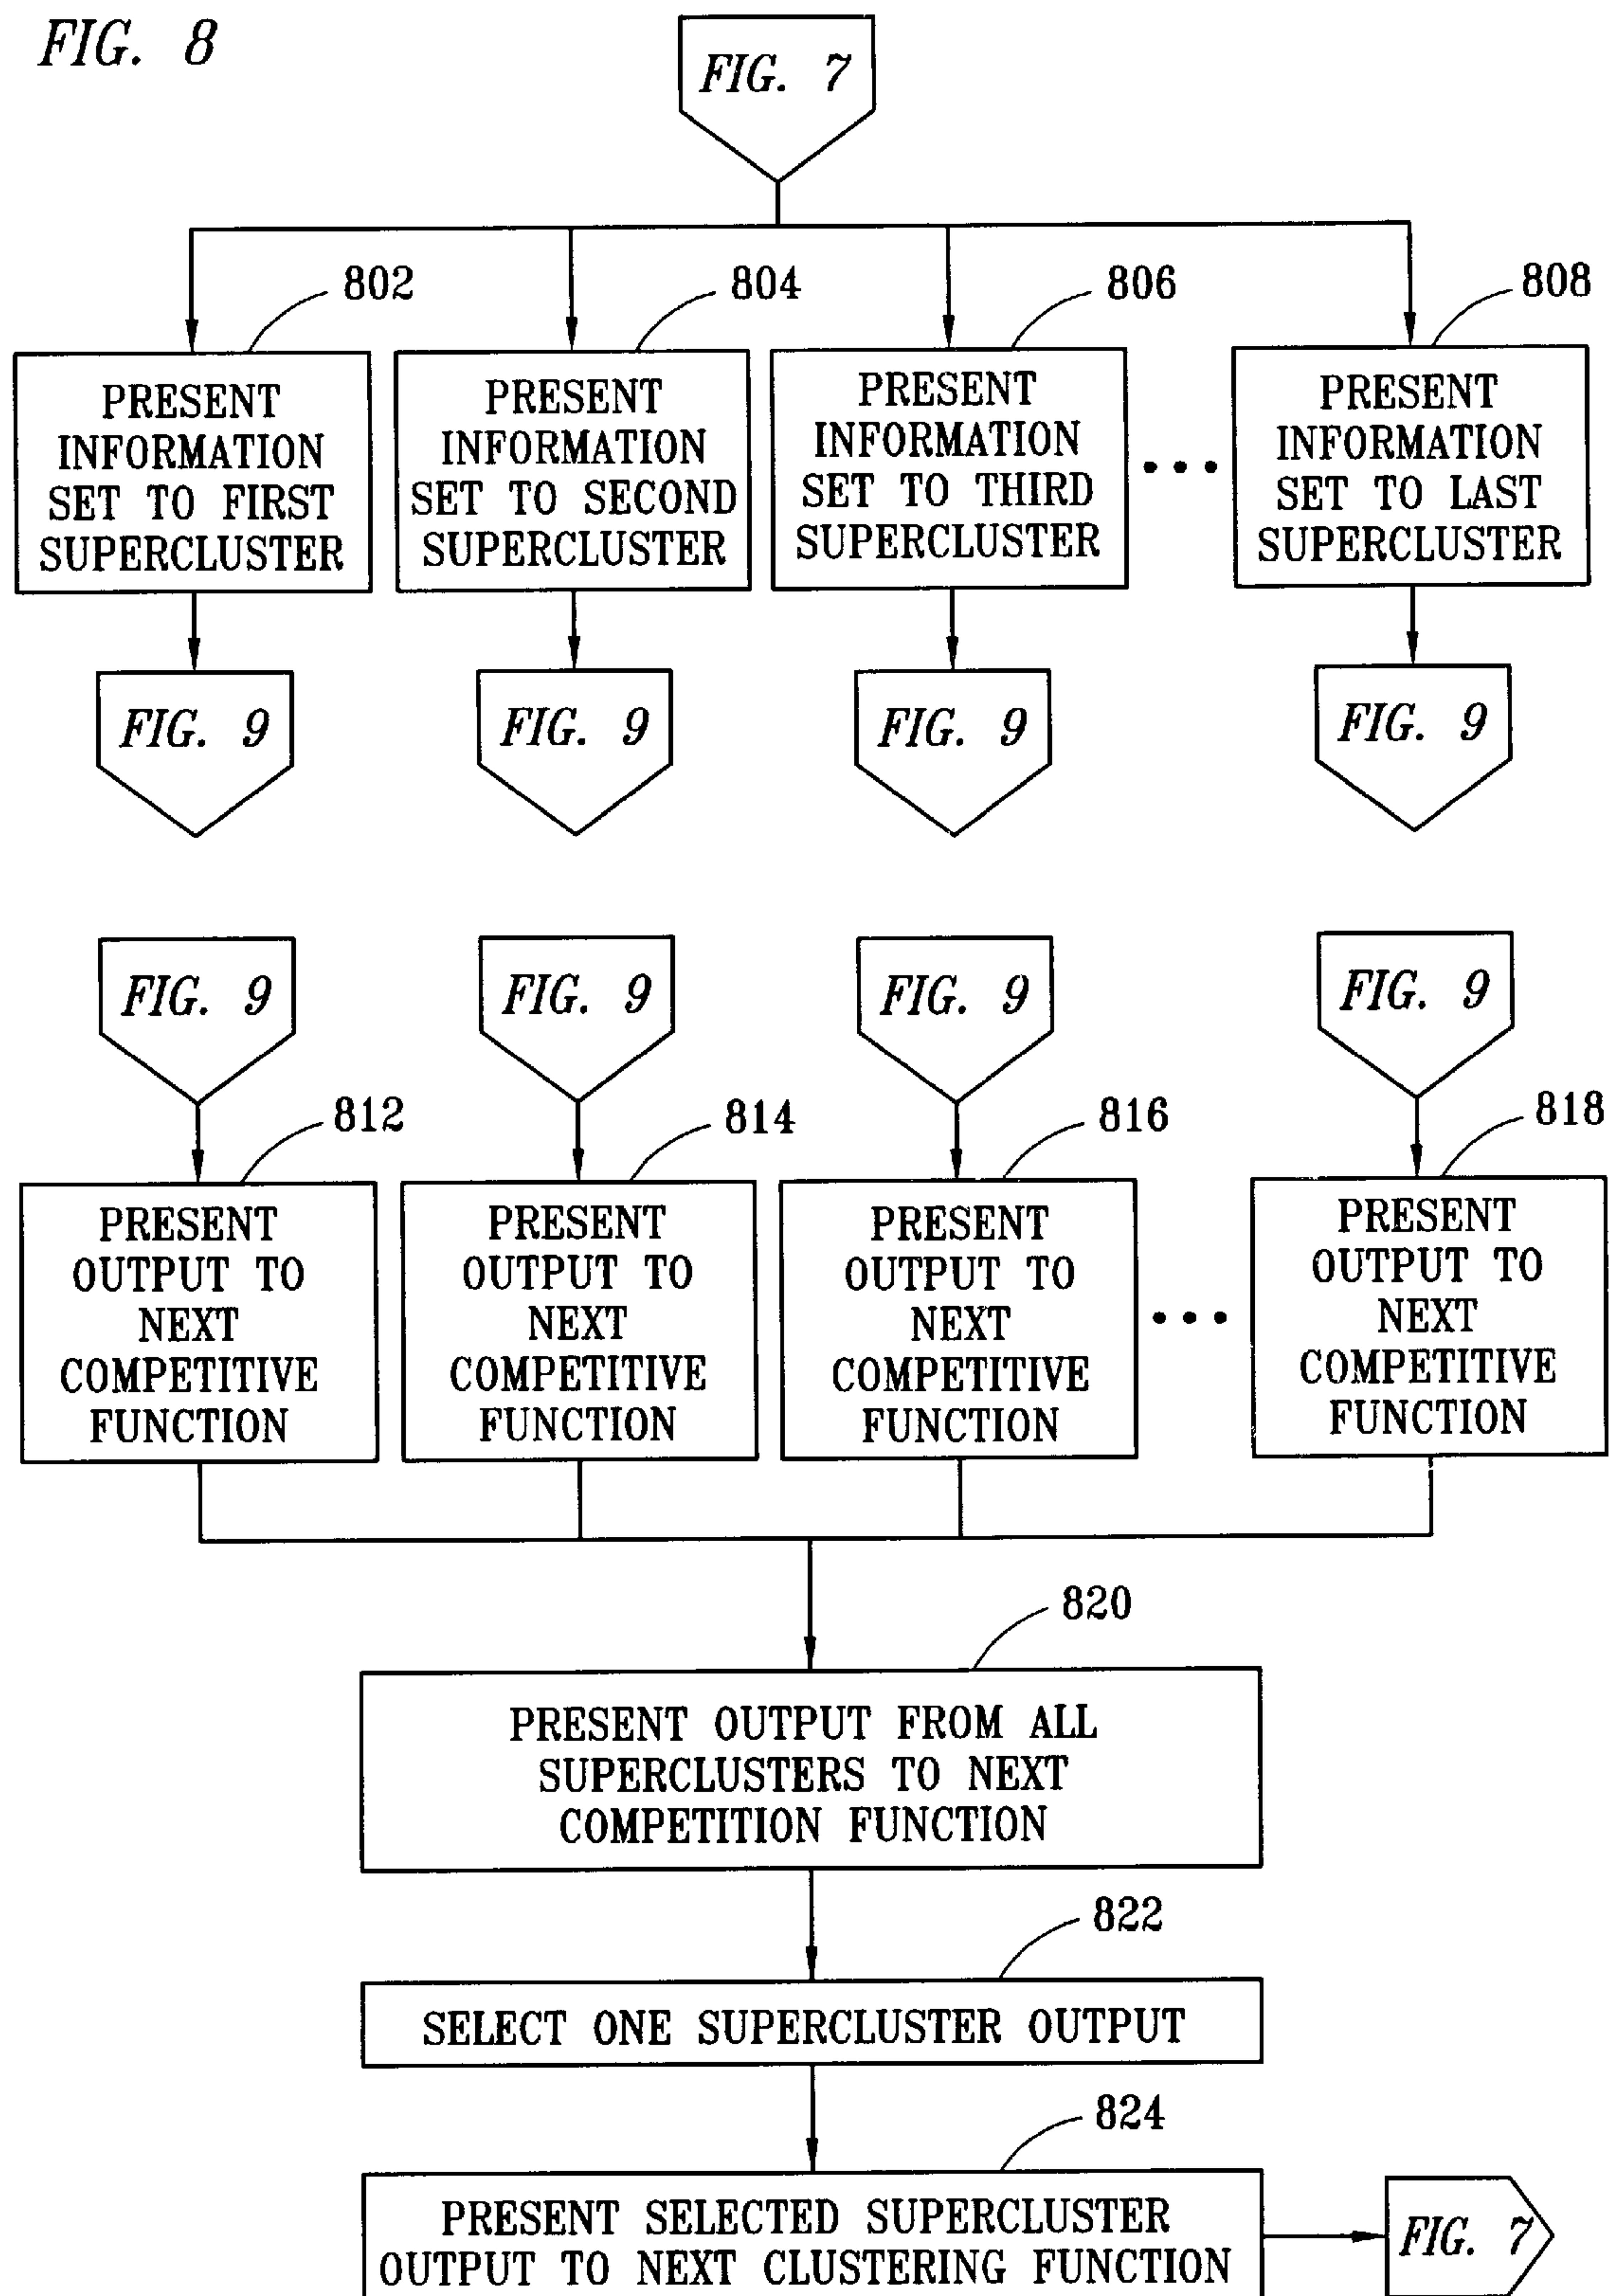 FIG. 8
FIG. 7
802
804
806
808
PRESENT
INFORMATION
SET TO FIRST
SUPERCLUSTER
PRESENT
INFORMATION
SET TO SECOND
SUPERCLUSTER
PRESENT
INFORMATION
SET TO THIRD
SUPERCLUSTER
• • •
PRESENT
INFORMATION
SET TO LAST
SUPERCLUSTER
FIG. 9
FIG. 9
FIG. 9
FIG. 9
FIG. 9
FIG. 9
FIG. 9
FIG. 9
812
814
816
818
PRESENT
OUTPUT TO
NEXT
COMPETITIVE
FUNCTION
PRESENT
OUTPUT TO
NEXT
COMPETITIVE
FUNCTION
PRESENT
OUTPUT TO
NEXT
COMPETITIVE
FUNCTION
• • •
PRESENT
OUTPUT TO
NEXT
COMPETITIVE
FUNCTION
820
PRESENT OUTPUT FROM ALL
SUPERCLUSTERS TO NEXT
COMPETITION FUNCTION
822
SELECT ONE SUPERCLUSTER OUTPUT
824
PRESENT SELECTED SUPERCLUSTER
OUTPUT TO NEXT CLUSTERING FUNCTION
FIG. 7